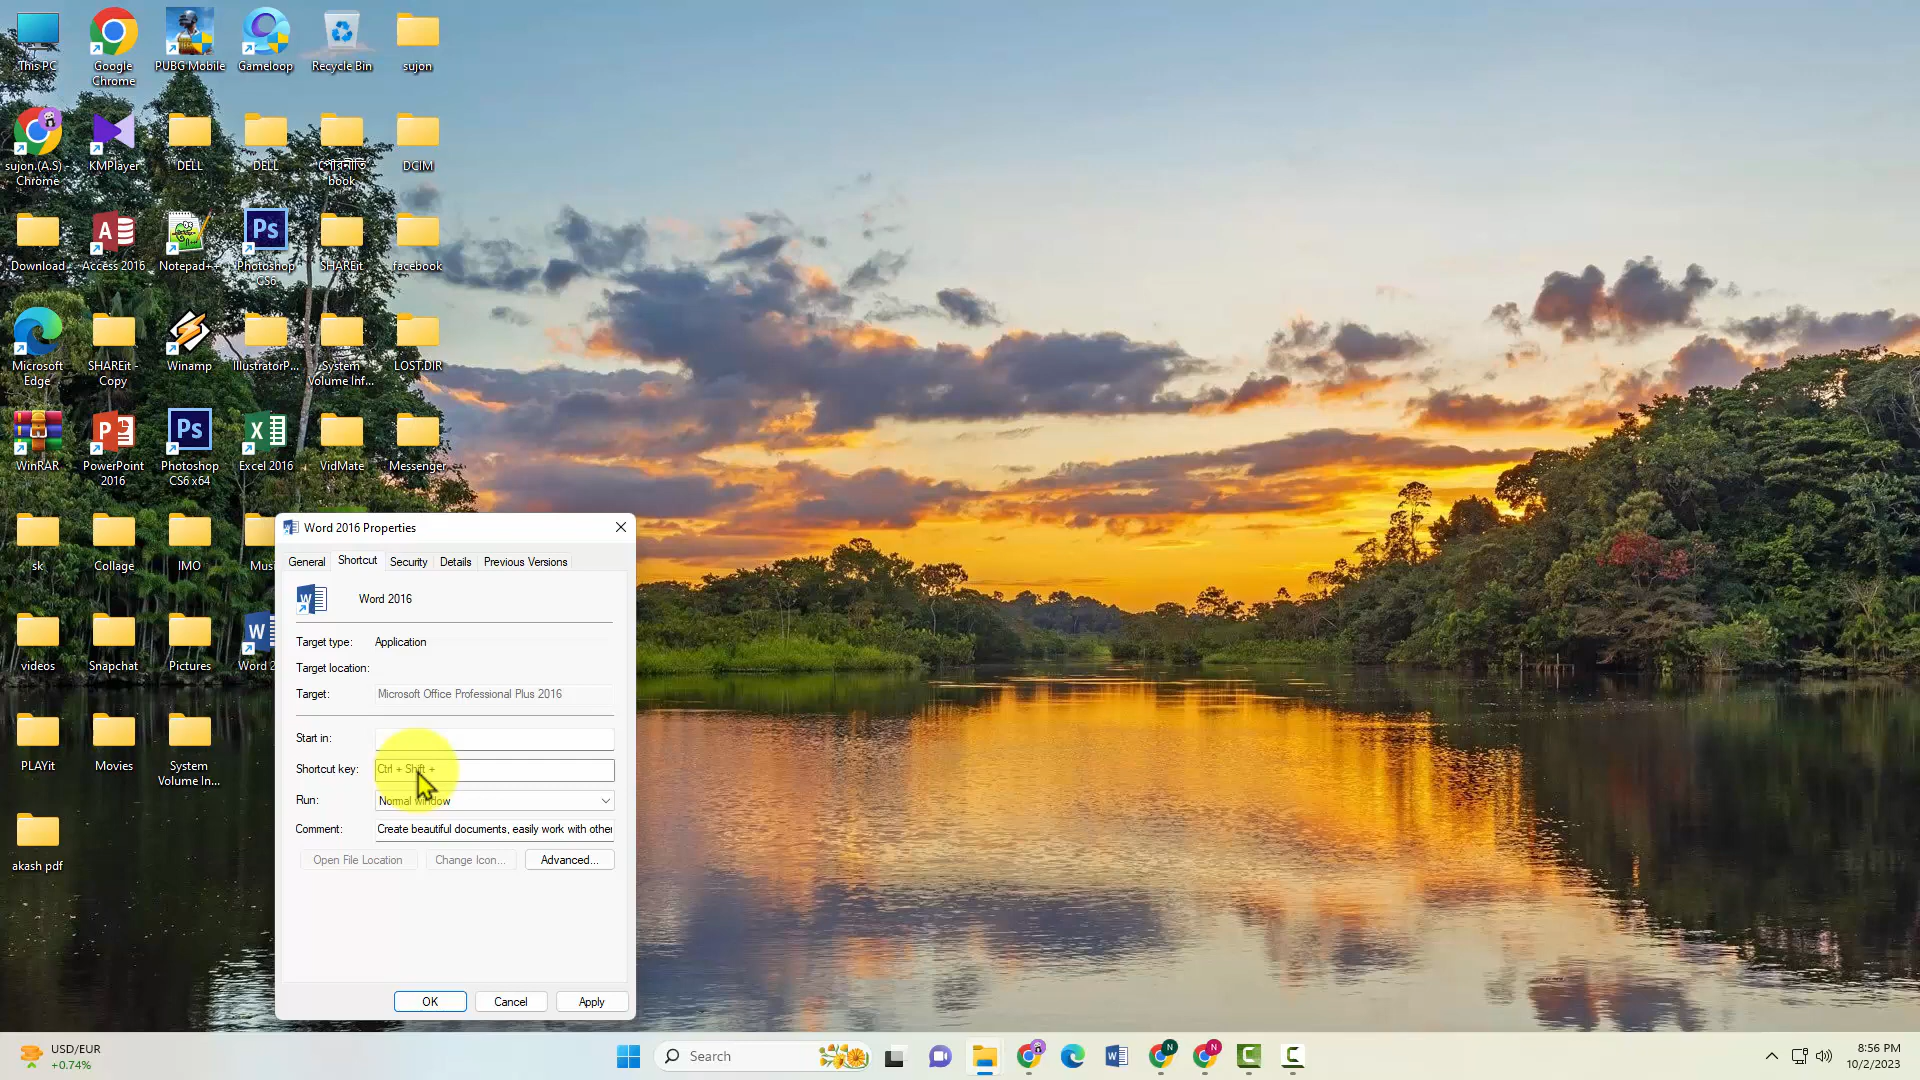 This PC
Google
Chrome
PUBG Mobile
Gameloop
Recycle Bin
sujon
sujon.(A.S) -
Chrome
KMPlayer
DELL
DELL
পৌরনীতি
book
DCIM
Download
Access 2016
Notepad++
Photoshop
CS6
SHAREit
facebook
Microsoft
Edge
SHAREit -
Copy
Winamp
IllustratorP...
System
Volume Inf...
LOST.DIR
WinRAR
PowerPoint
2016
Photoshop
CS6 x64
Excel 2016
VidMate
Messenger
sk
Collage
IMO
Musi
videos
Snapchat
Pictures
Word 2
PLAYit
Movies
System
Volume In...
akash pdf
Word 2016 Properties
General
Shortcut
Security
Details
Previous Versions
Word 2016
Target type: Application
Target location:
Target: Microsoft Office Professional Plus 2016
Start in:
Shortcut key: Ctrl + Shift +
Run: Normal window
Comment: Create beautiful documents, easily work with other
Open File Location
Change Icon...
Advanced...
OK
Cancel
Apply
USD/EUR
+0.74%
Search
8:56 PM
10/2/2023